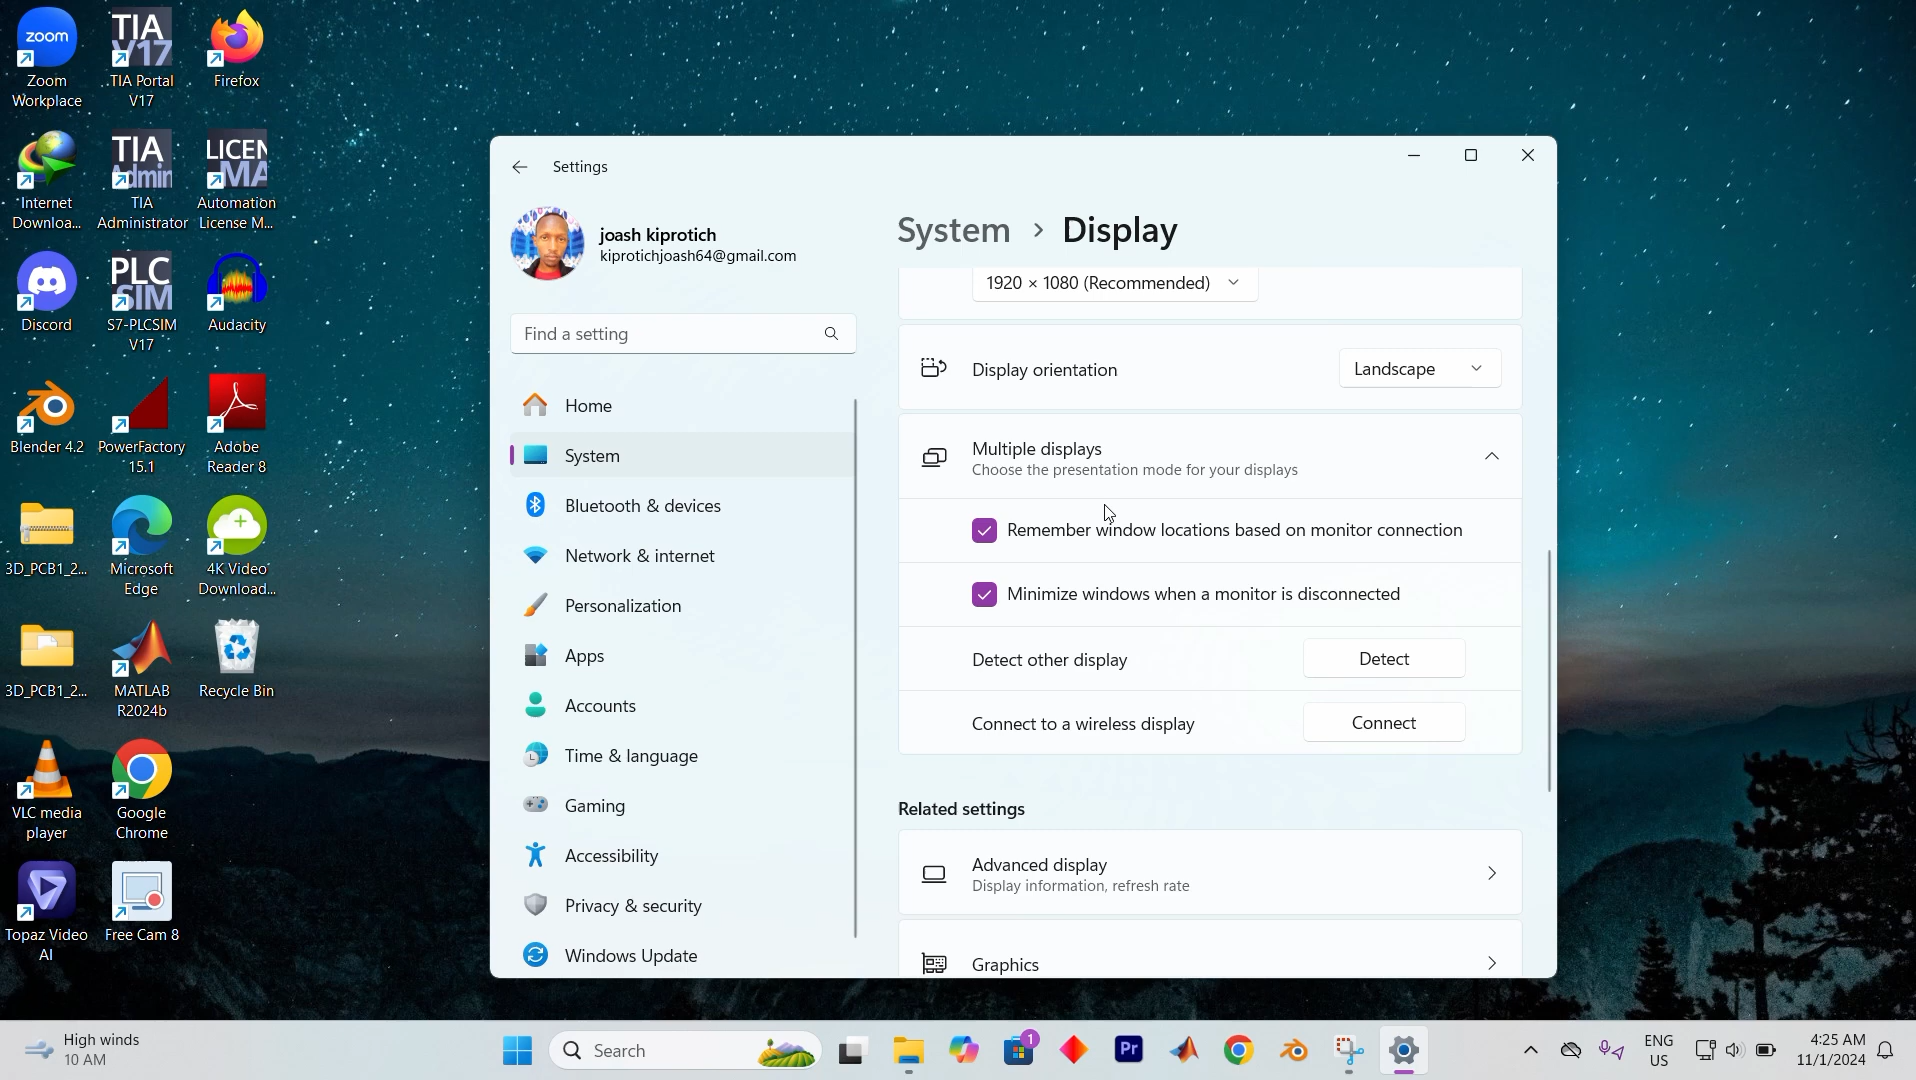 zoom
Zoom
Workplace
TIA
V17
TIA Portal
V17
Firefox
Internet
Downloa...
TIA
Admin
TIA
Administrator
LICEN
MA
Automation
License M...
Discord
PLC
SIM
S7-PLCSIM
V17
Audacity
Blender 4.2
PowerFactory
15.1
Adobe
Reader 8
3D_PCB1_2...
Microsoft
Edge
4K Video
Download...
3D_PCB1_2...
MATLAB
R2024b
Recycle Bin
VLC media
player
Google
Chrome
Topaz Video
AI
Free Cam 8
Settings
joash kiprotich
kiprotichjoash64@gmail.com
Find a setting
Home
System
Bluetooth & devices
Network & internet
Personalization
Apps
Accounts
Time & language
Gaming
Accessibility
Privacy & security
Windows Update
System > Display
1920 × 1080 (Recommended)
Display orientation
Landscape
Multiple displays
Choose the presentation mode for your displays
Remember window locations based on monitor connection
Minimize windows when a monitor is disconnected
Detect other display
Detect
Connect to a wireless display
Connect
Related settings
Advanced display
Display information, refresh rate
Graphics
High winds
10 AM
Search
1
Pr
ENG
US
4:25 AM
11/1/2024